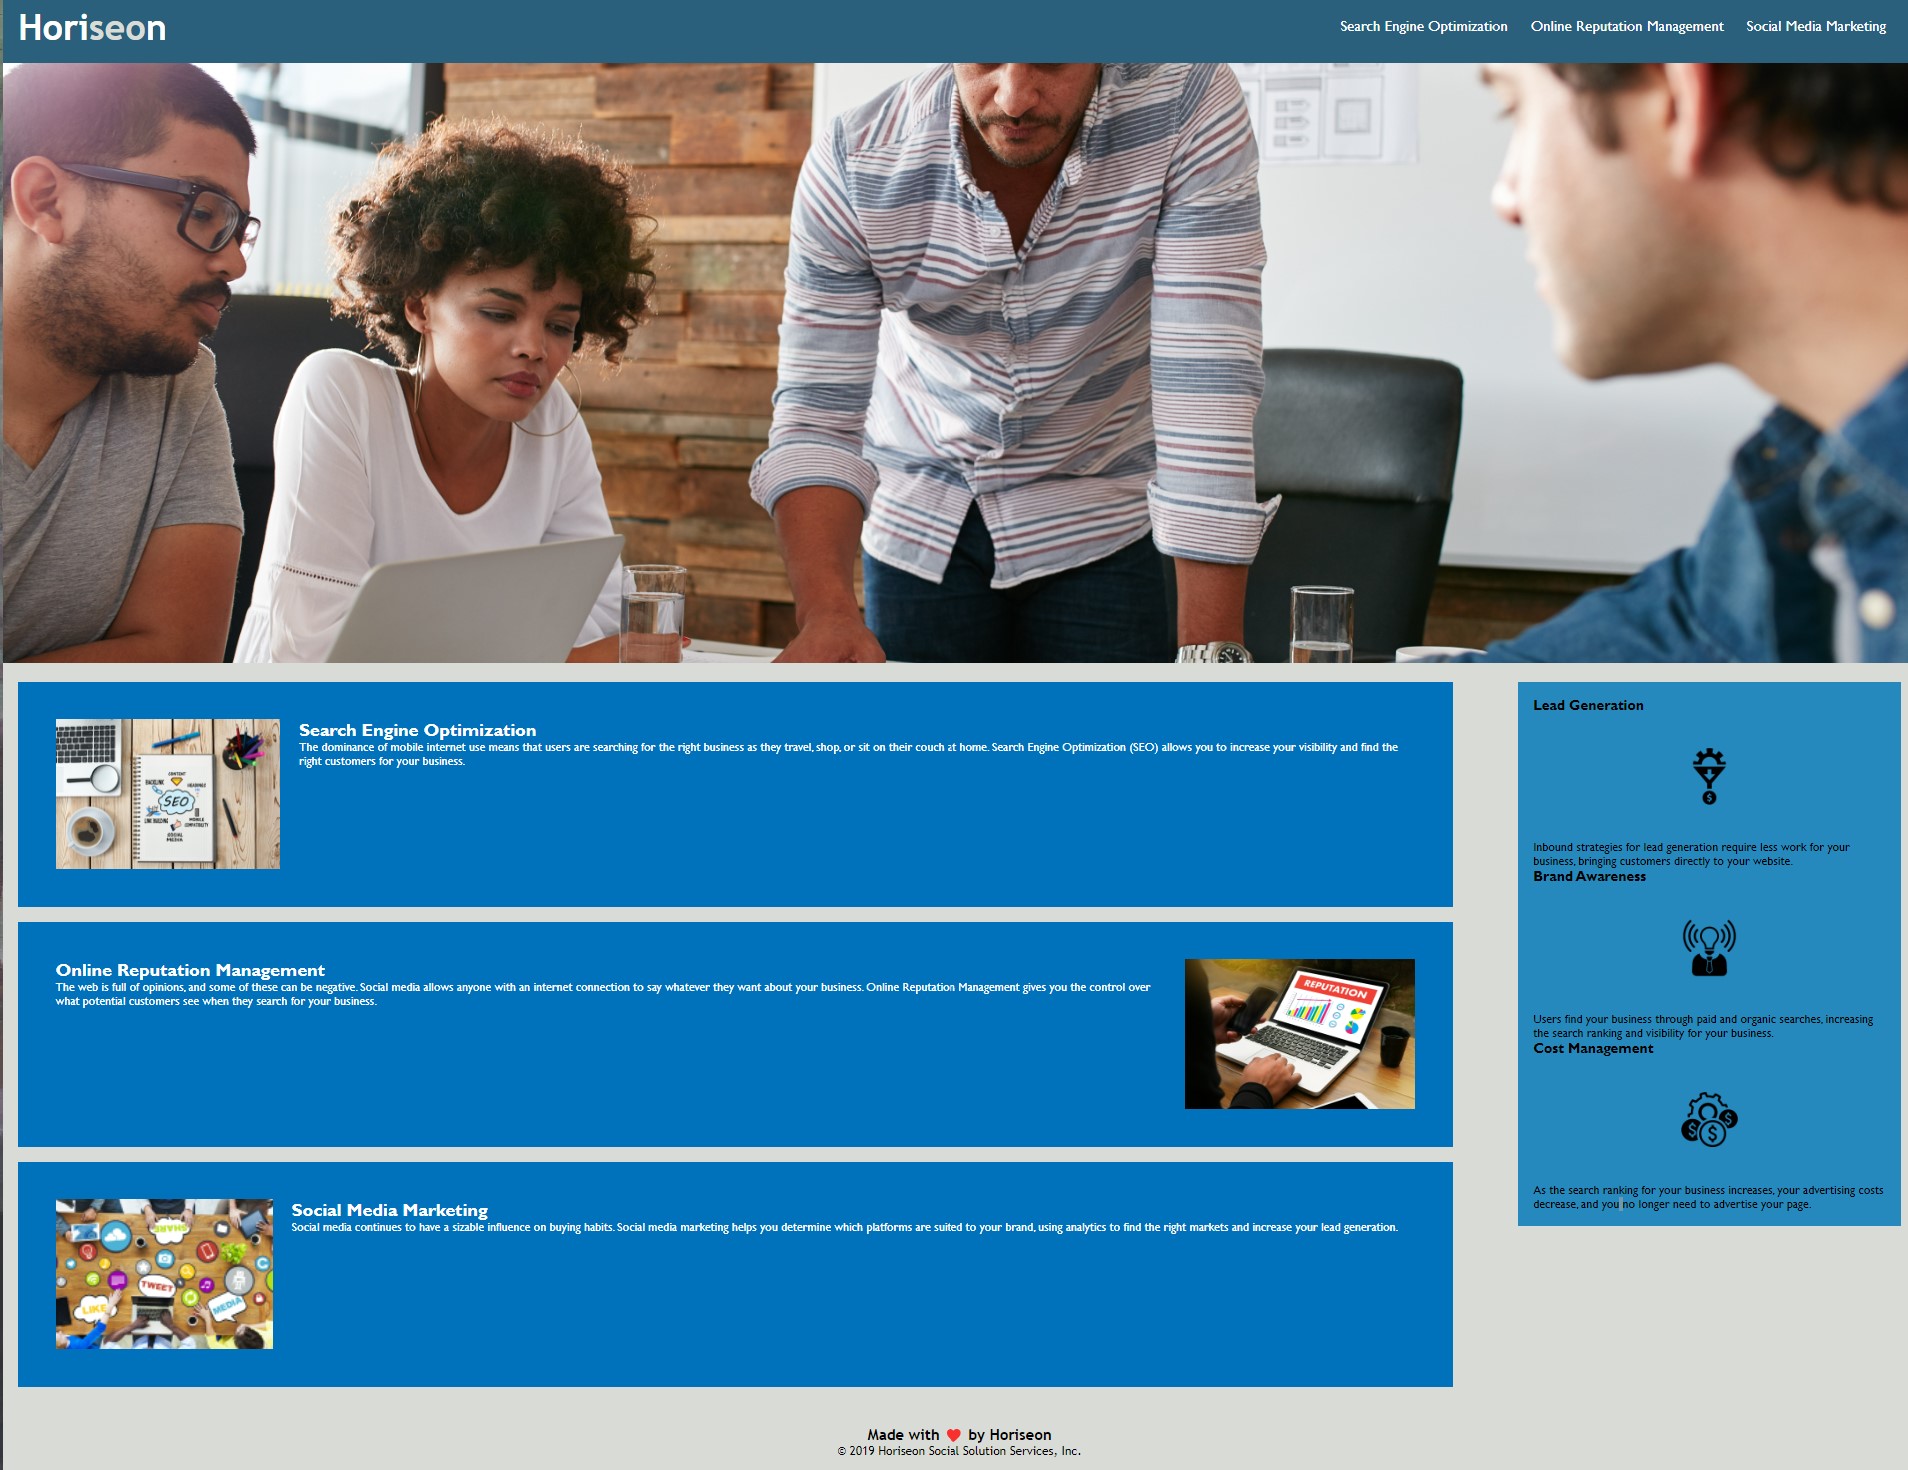 Horiseon
Search Engine Optimization
Online Reputation Management
Social Media Marketing
Search Engine Optimization
The dominance of mobile internet use means that users are searching for the right business as they travel, shop, or sit on their couch at home. Search Engine Optimization (SEO) allows you to increase your visibility and find the
right customers for your business.
CONTENT
BACKLINK
SEO
LINK BUILDING
MOBILE
SOCIAL
MEDIA
Online Reputation Management
The web is full of opinions, and some of these can be negative. Social media allows anyone with an internet connection to say whatever they want about your business. Online Reputation Management gives you the control over
what potential customers see when they search for your business.
REPUTATION
Social Media Marketing
Social media continues to have a sizable influence on buying habits. Social media marketing helps you determine which platforms are suited to your brand, using analytics to find the right markets and increase your lead generation.
SHARE
TWEET
LIKE
MEDIA
Lead Generation
$
Inbound strategies for lead generation require less work for your
business, bringing customers directly to your website.
Brand Awareness
Users find your business through paid and organic searches, increasing
the search ranking and visibility for your business.
Cost Management
$ $ $
As the search ranking for your business increases, your advertising costs
decrease, and you no longer need to advertise your page.
Made with ❤️ by Horiseon
© 2019 Horiseon Social Solution Services, Inc.